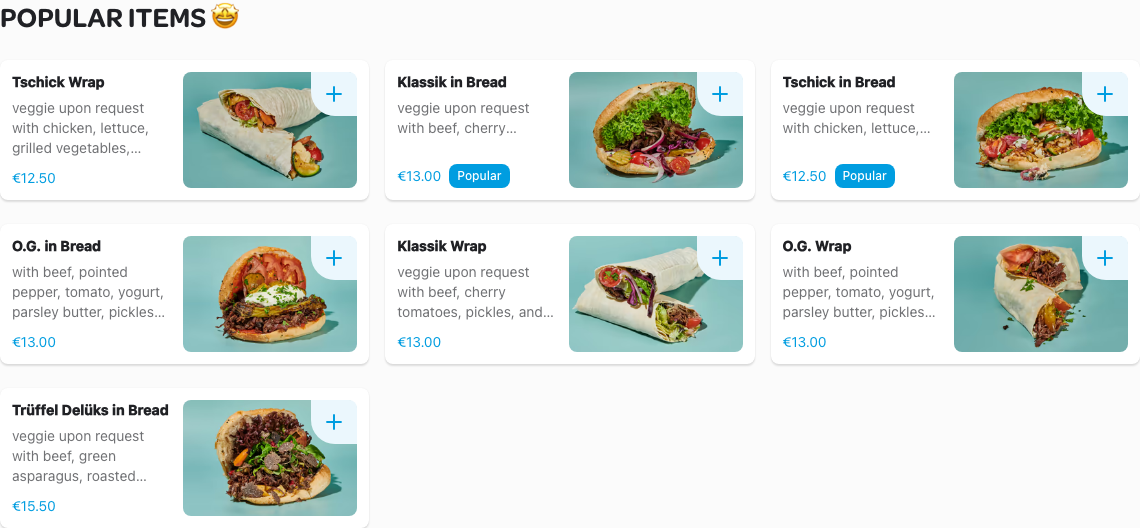 POPULAR ITEMS 🤩
Tschick Wrap
veggie upon request
with chicken, lettuce,
grilled vegetables,...
€12.50
Klassik in Bread
veggie upon request
with beef, cherry...
€13.00 Popular
Tschick in Bread
veggie upon request
with chicken, lettuce,...
€12.50 Popular
O.G. in Bread
with beef, pointed
pepper, tomato, yogurt,
parsley butter, pickles...
€13.00
Klassik Wrap
veggie upon request
with beef, cherry
tomatoes, pickles, and...
€13.00
O.G. Wrap
with beef, pointed
pepper, tomato, yogurt,
parsley butter, pickles...
€13.00
Trüffel Delüks in Bread
veggie upon request
with beef, green
asparagus, roasted...
€15.50